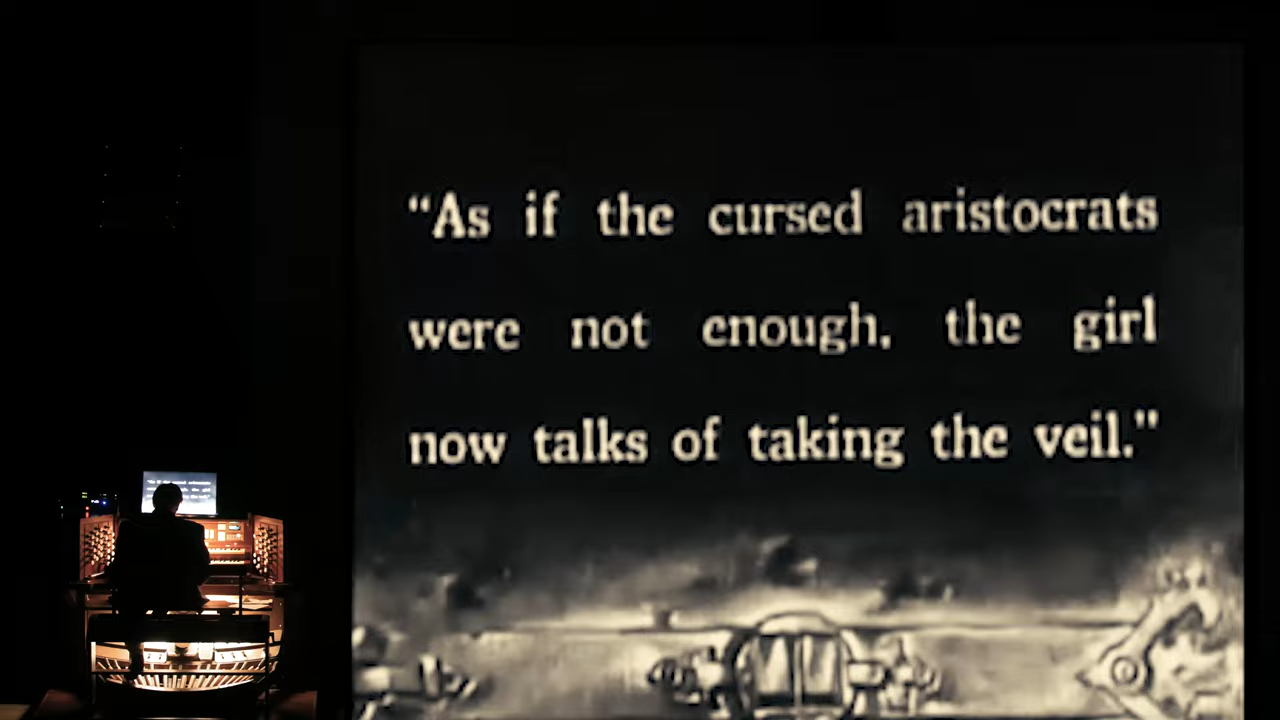 "As if the cursed aristocrats
were not enough, the girl
now talks of taking the veil."